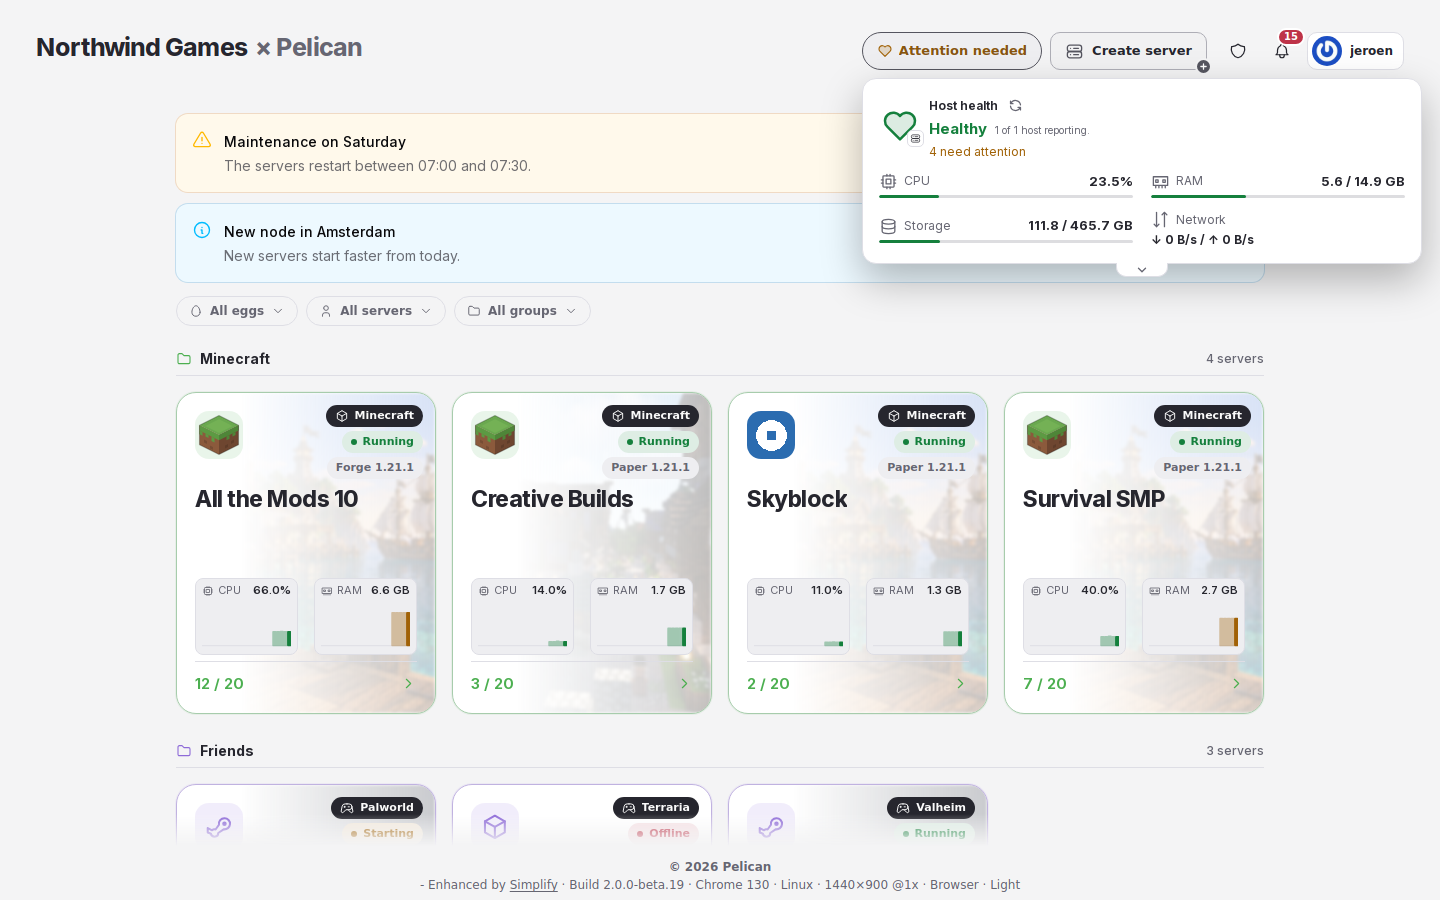 Northwind Games × Pelican
Attention needed
Create server
15
jeroen
Host health
Healthy 1 of 1 host reporting.
4 need attention
CPU 23.5%
RAM 5.6 / 14.9 GB
Storage 111.8 / 465.7 GB
Network
↓ 0 B/s / ↑ 0 B/s
Maintenance on Saturday
The servers restart between 07:00 and 07:30.
New node in Amsterdam
New servers start faster from today.
All eggs
All servers
All groups
Minecraft
4 servers
Minecraft
Running
Forge 1.21.1
All the Mods 10
CPU 66.0%
RAM 6.6 GB
12 / 20
Minecraft
Running
Paper 1.21.1
Creative Builds
CPU 14.0%
RAM 1.7 GB
3 / 20
Minecraft
Running
Paper 1.21.1
Skyblock
CPU 11.0%
RAM 1.3 GB
2 / 20
Minecraft
Running
Paper 1.21.1
Survival SMP
CPU 40.0%
RAM 2.7 GB
7 / 20
Friends
3 servers
Palworld
Starting
Terraria
Offline
Valheim
Running
© 2026 Pelican
- Enhanced by Simplify · Build 2.0.0-beta.19 · Chrome 130 · Linux · 1440×900 @1x · Browser · Light